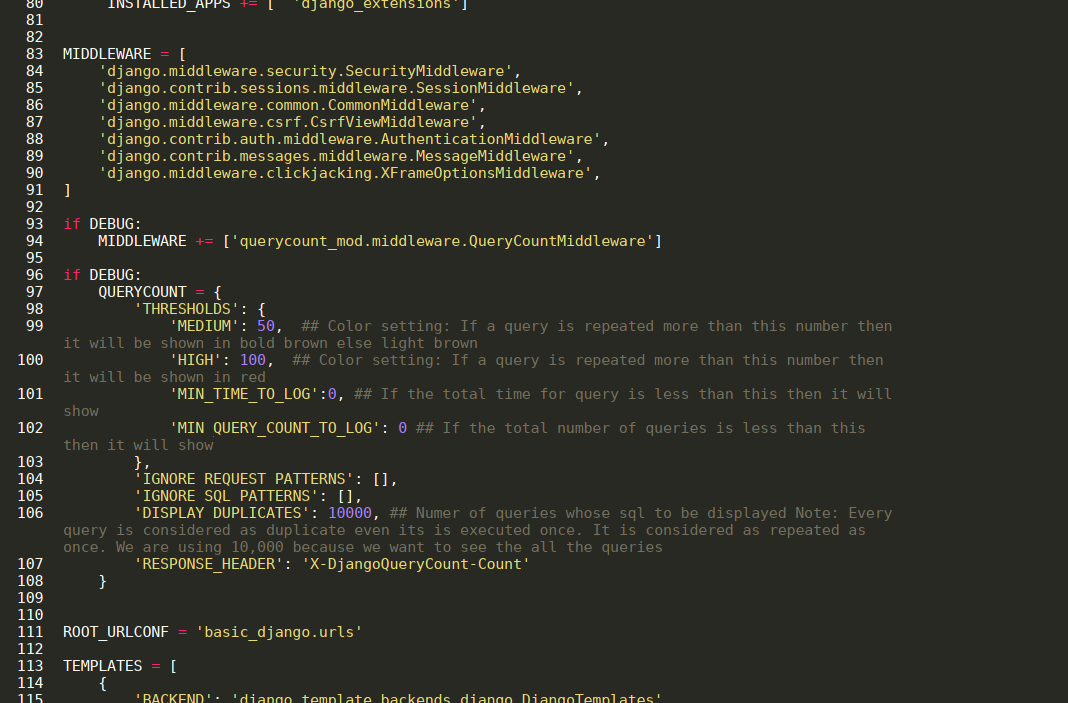 80 INSTALLED_APPS += [ 'django_extensions']
81
82
83 MIDDLEWARE = [
84 'django.middleware.security.SecurityMiddleware',
85 'django.contrib.sessions.middleware.SessionMiddleware',
86 'django.middleware.common.CommonMiddleware',
87 'django.middleware.csrf.CsrfViewMiddleware',
88 'django.contrib.auth.middleware.AuthenticationMiddleware',
89 'django.contrib.messages.middleware.MessageMiddleware',
90 'django.middleware.clickjacking.XFrameOptionsMiddleware',
91 ]
92
93 if DEBUG:
94 MIDDLEWARE += ['querycount_mod.middleware.QueryCountMiddleware']
95
96 if DEBUG:
97 QUERYCOUNT = {
98 'THRESHOLDS': {
99 'MEDIUM': 50, ## Color setting: If a query is repeated more than this number then
it will be shown in bold brown else light brown
100 'HIGH': 100, ## Color setting: If a query is repeated more than this number then
it will be shown in red
101 'MIN_TIME_TO_LOG':0, ## If the total time for query is less than this then it will
show
102 'MIN QUERY_COUNT_TO_LOG': 0 ## If the total number of queries is less than this
then it will show
103 },
104 'IGNORE REQUEST PATTERNS': [],
105 'IGNORE SQL PATTERNS': [],
106 'DISPLAY DUPLICATES': 10000, ## Numer of queries whose sql to be displayed Note: Every
query is considered as duplicate even its is executed once. It is considered as repeated as
once. We are using 10,000 because we want to see the all the queries
107 'RESPONSE_HEADER': 'X-DjangoQueryCount-Count'
108 }
109
110
111 ROOT_URLCONF = 'basic_django.urls'
112
113 TEMPLATES = [
114 {
115 'BACKEND': 'django.template.backends.django.DjangoTemplates',